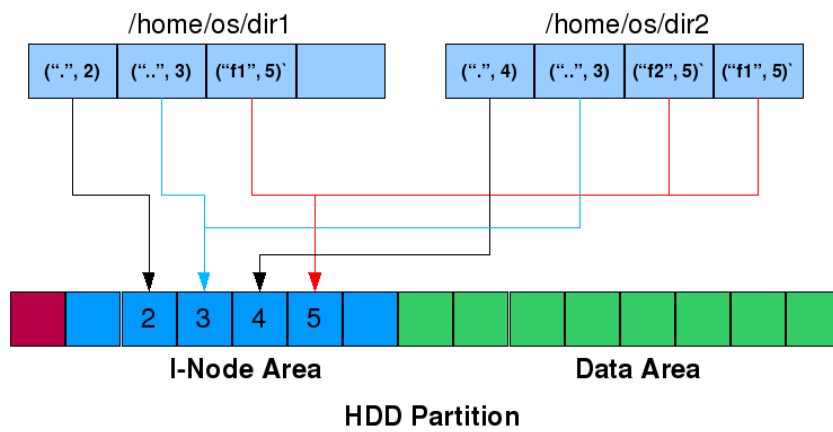 /home/os/dir1 /home/os/dir2
(“.”, 2) (“..”, 3) (“f1”, 5)` (“.”, 4) (“..”, 3) (“f2”, 5)` (“f1”, 5)`
2 3 4 5
I-Node Area Data Area
HDD Partition